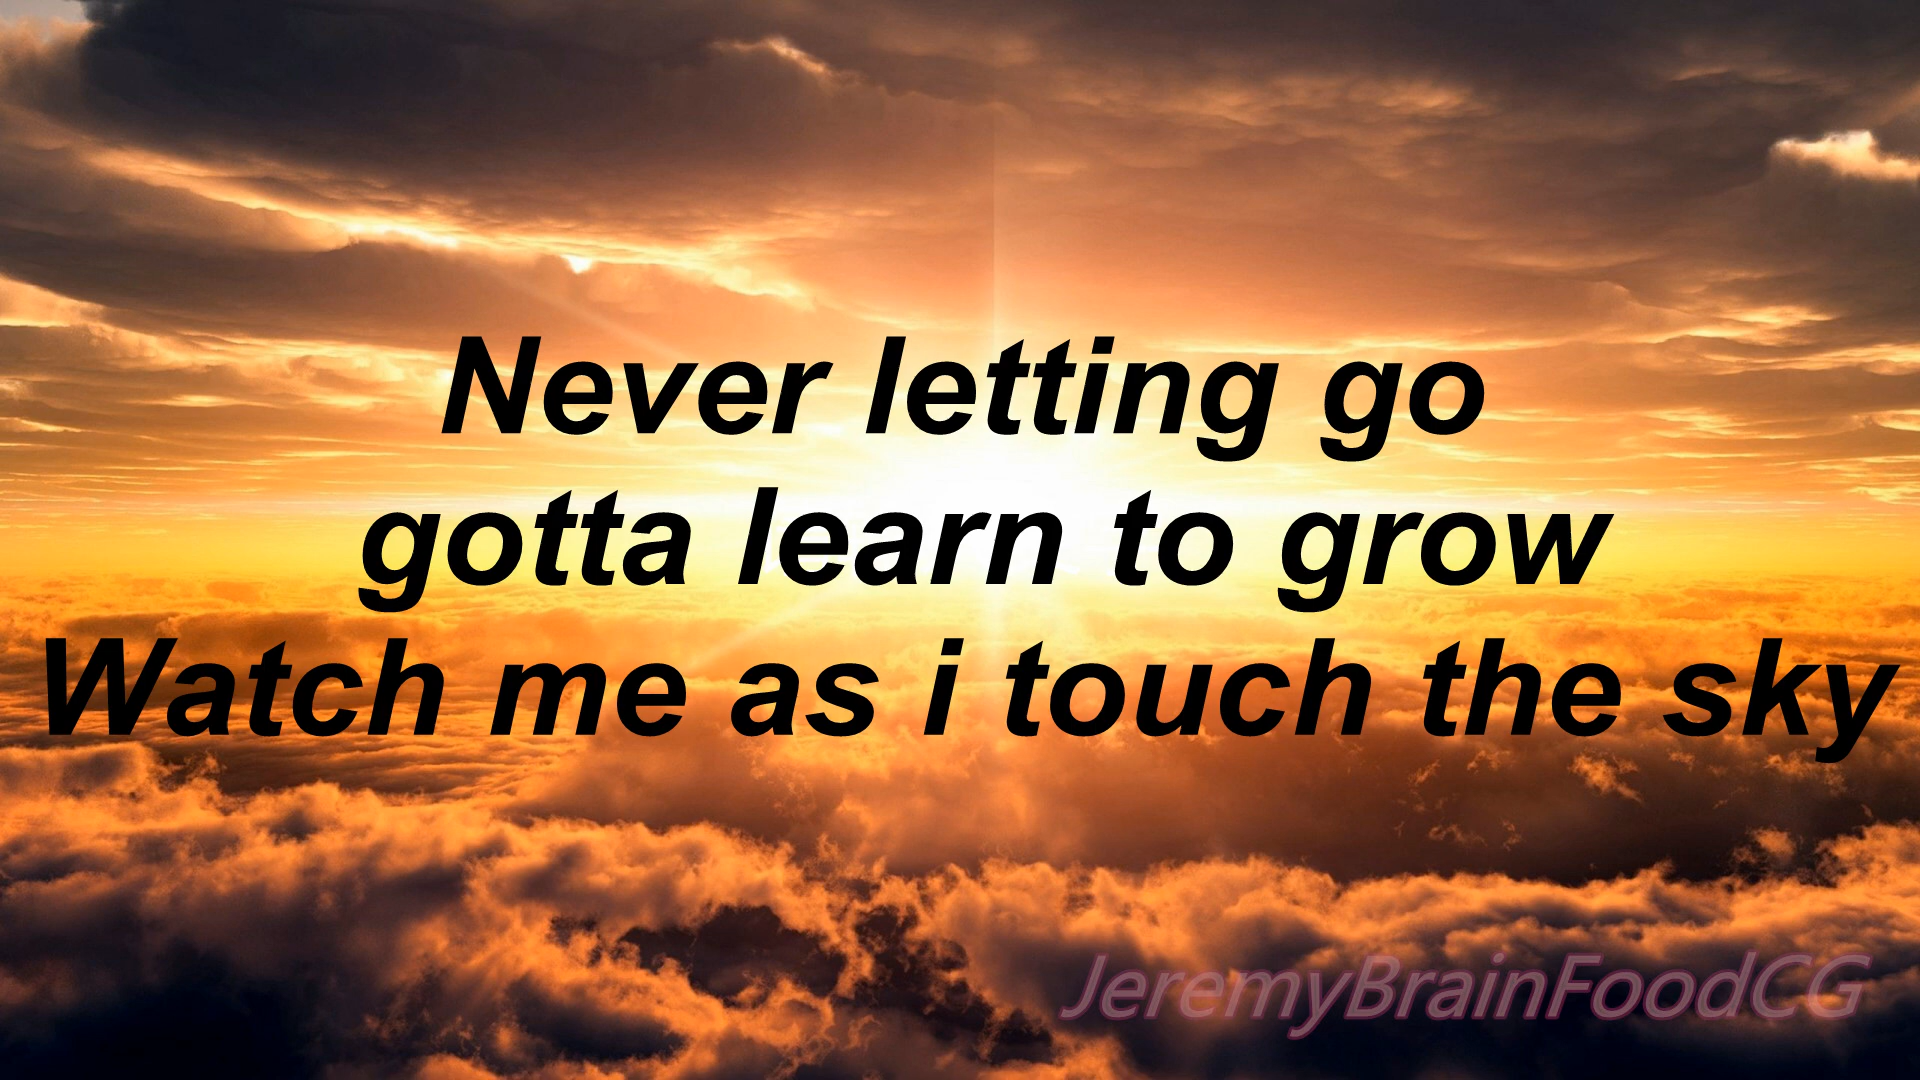 Never letting go
gotta learn to grow
Watch me as i touch the sky
JeremyBrainFoodCG